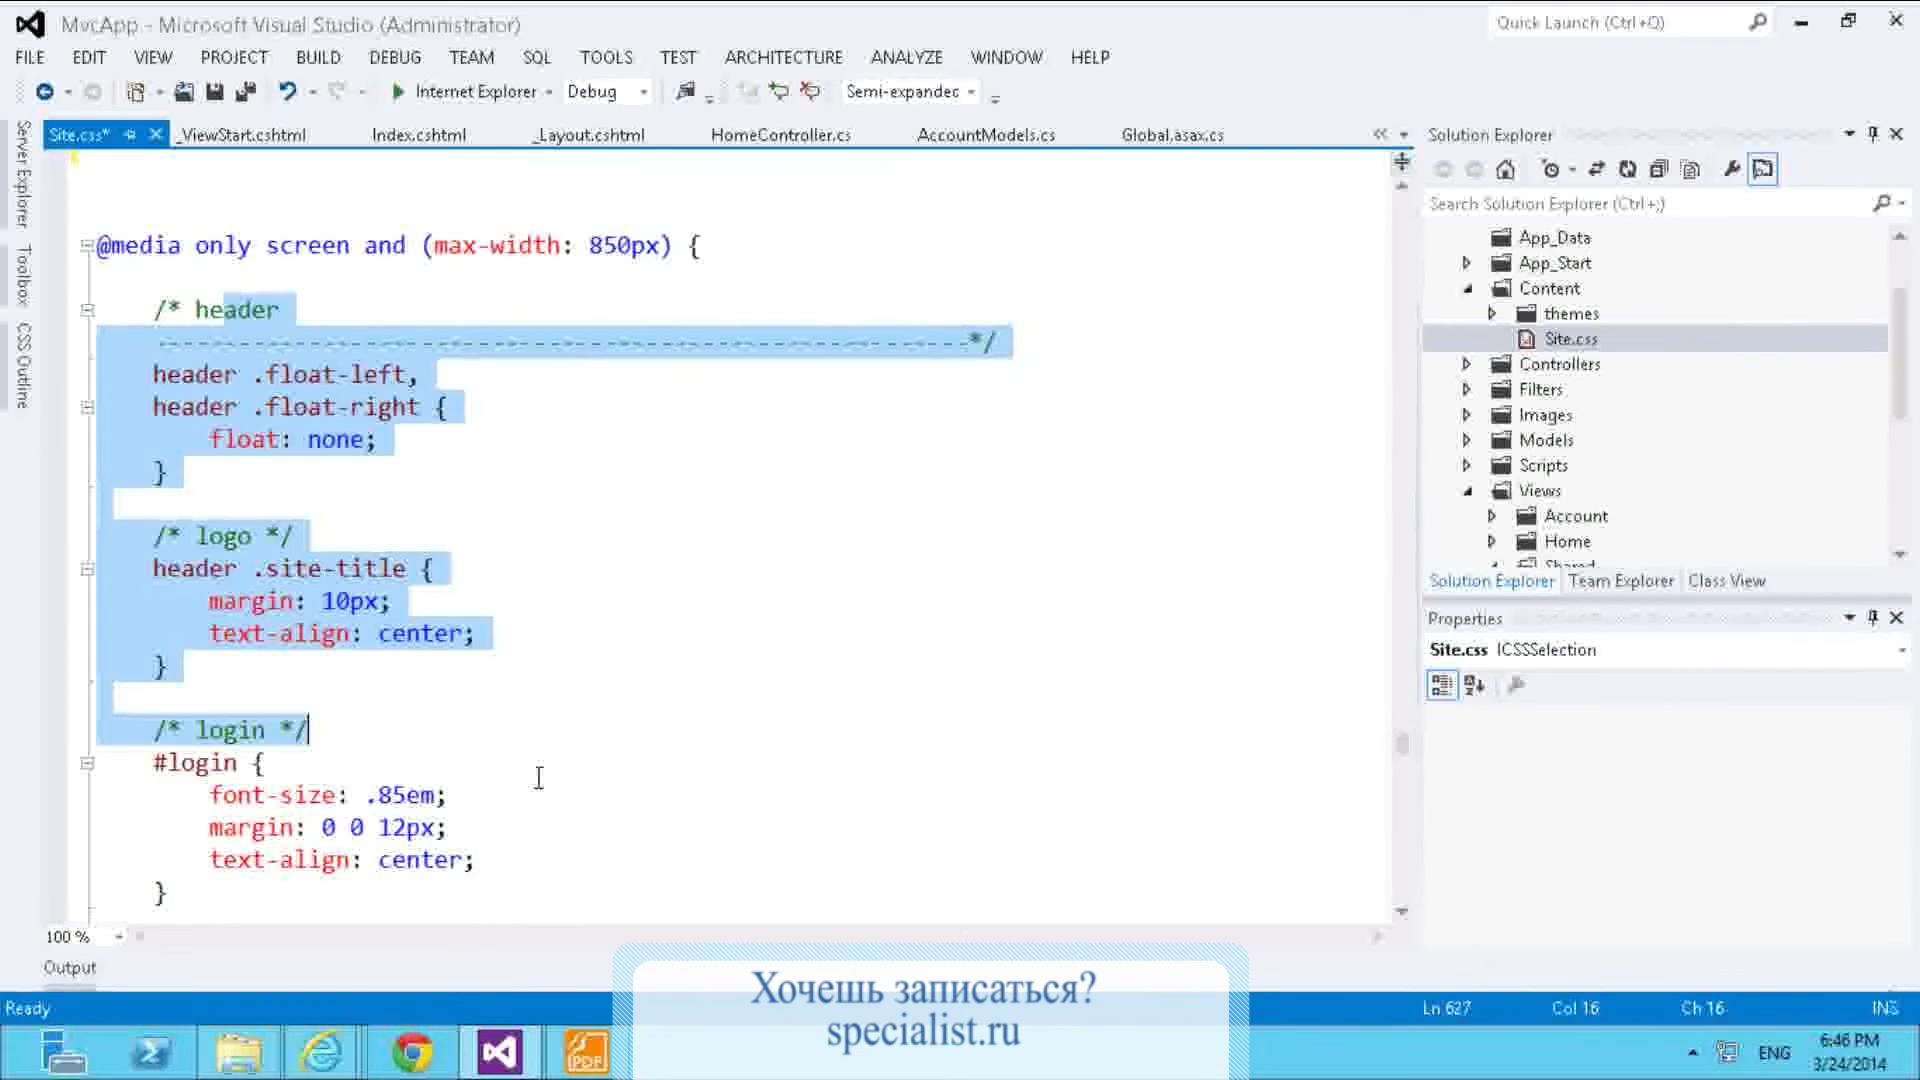 MvcApp - Microsoft Visual Studio (Administrator)
Quick Launch (Ctrl+Q)
FILE EDIT VIEW PROJECT BUILD DEBUG TEAM SQL TOOLS TEST ARCHITECTURE ANALYZE WINDOW HELP
Internet Explorer Debug Semi-expandec
Site.css* _ViewStart.cshtml Index.cshtml _Layout.cshtml HomeController.cs AccountModels.cs Global.asax.cs
Server Explorer
Toolbox
CSS Outline
@media only screen and (max-width: 850px) {
/* header
----------------------------------------------------------*/
header .float-left,
header .float-right {
float: none;
}
/* logo */
header .site-title {
margin: 10px;
text-align: center;
}
/* login */
#login {
font-size: .85em;
margin: 0 0 12px;
text-align: center;
}
100 %
Output
Solution Explorer
Search Solution Explorer (Ctrl+;)
App_Data
App_Start
Content
themes
Site.css
Controllers
Filters
Images
Models
Scripts
Views
Account
Home
Shared
Solution Explorer Team Explorer Class View
Properties
Site.css ICSSSelection
Ready
Ln 627 Col 16 Ch 16 INS
Хочешь записаться?
specialist.ru
PDF
ENG
6:46 PM
3/24/2014